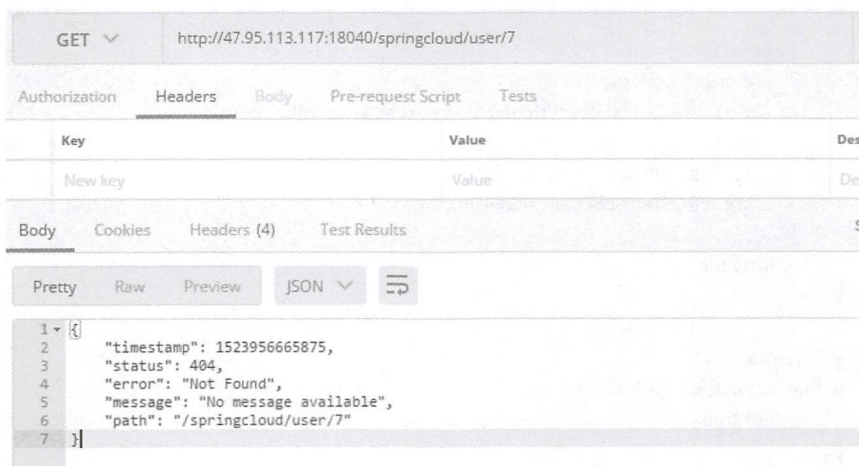 GET http://47.95.113.117:18040/springcloud/user/7
Authorization Headers Body Pre-request Script Tests
Key Value Des
New key Value De
Body Cookies Headers (4) Test Results S
Pretty Raw Preview JSON
1 {
2 "timestamp": 1523956665875,
3 "status": 404,
4 "error": "Not Found",
5 "message": "No message available",
6 "path": "/springcloud/user/7"
7 }